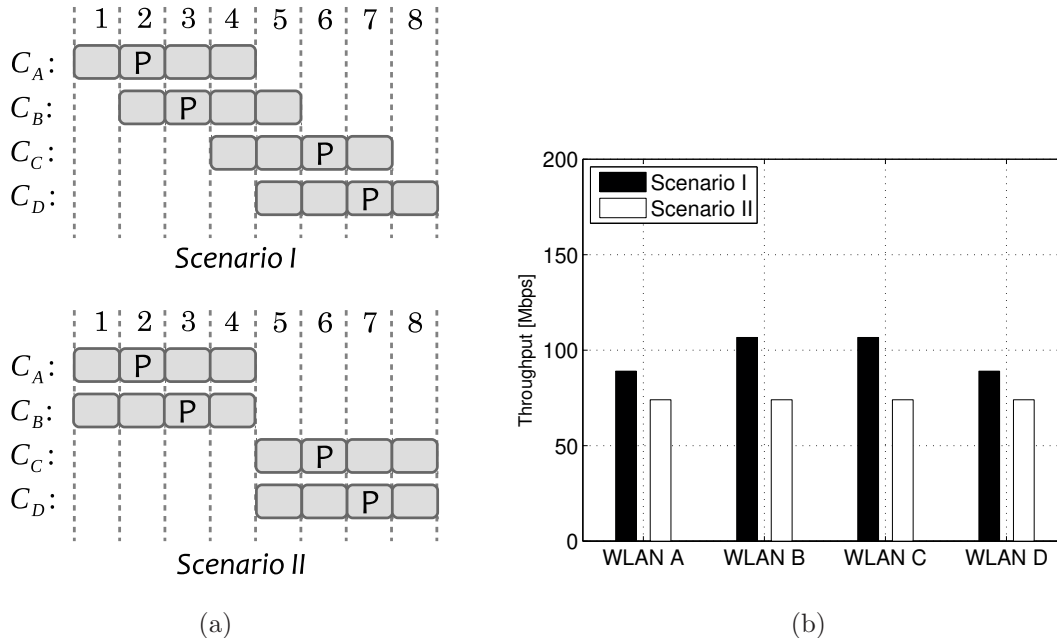 1 2 3 4 5 6 7 8
C_A: P
C_B: P
C_C: P
C_D: P
Scenario I
1 2 3 4 5 6 7 8
C_A: P
C_B: P
C_C: P
C_D: P
Scenario II
(a)
Throughput [Mbps]
200
150
100
50
0
Scenario I
Scenario II
WLAN A WLAN B WLAN C WLAN D
(b)